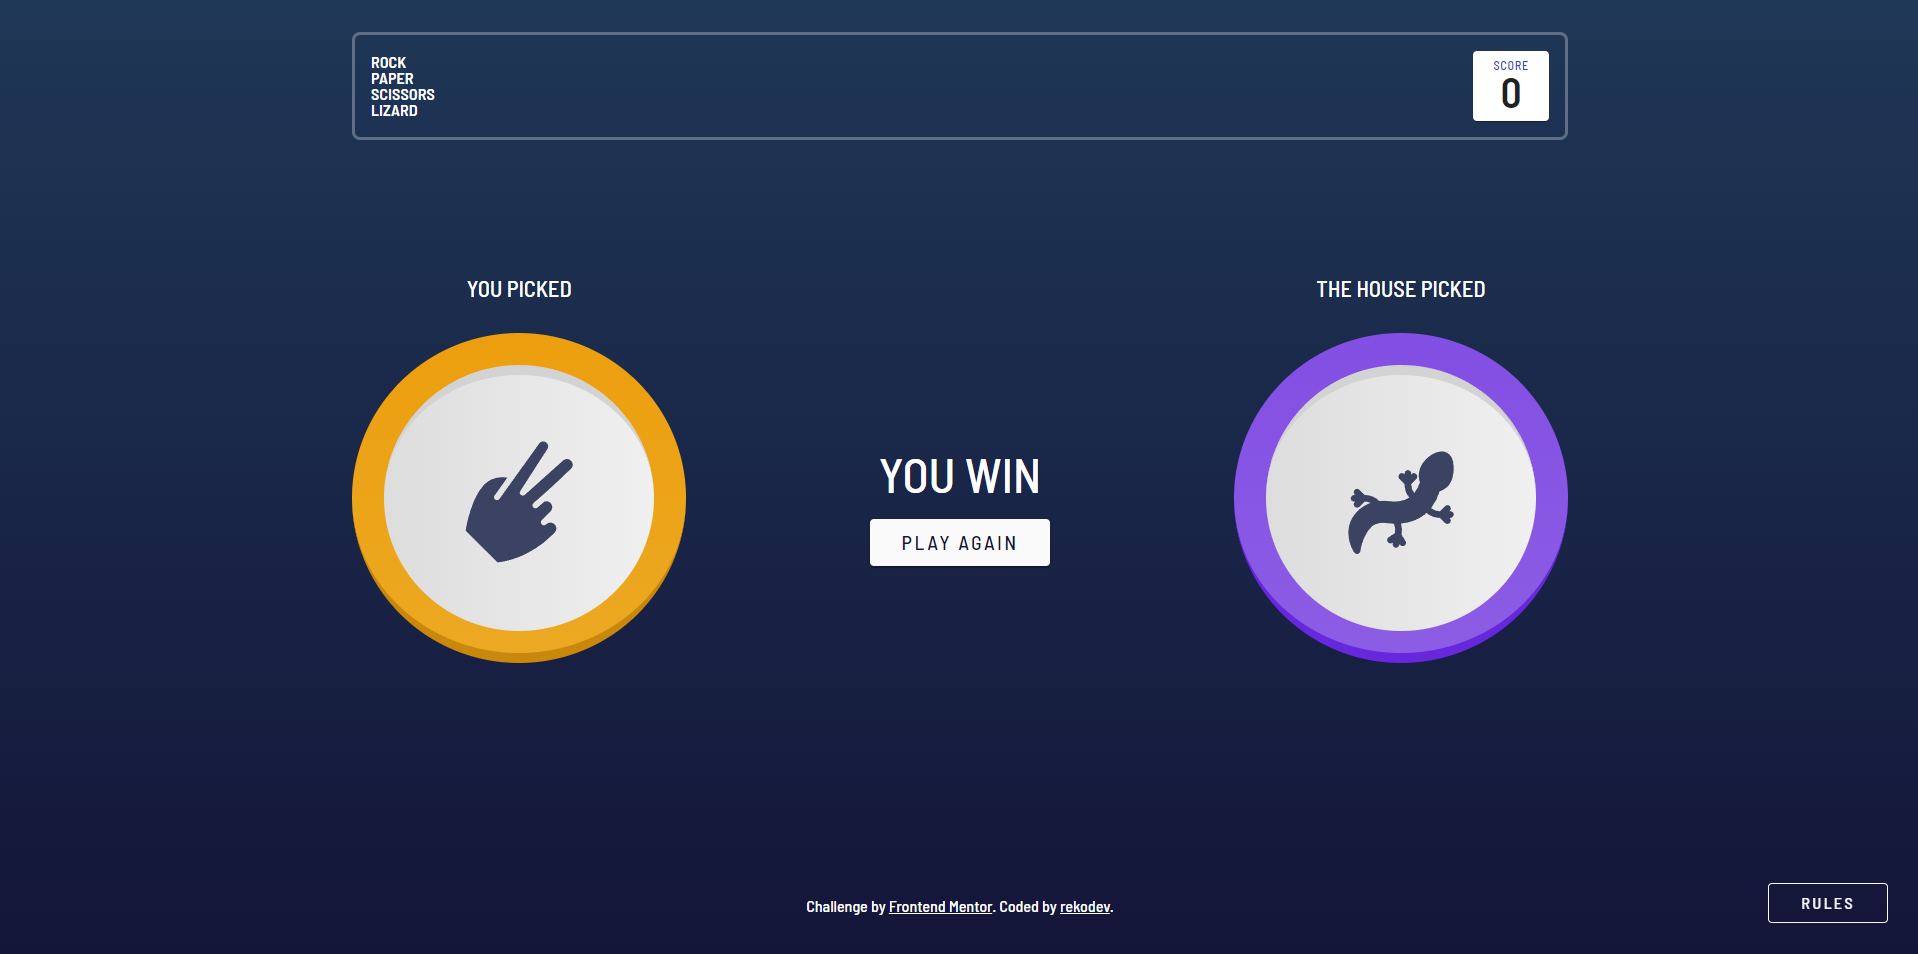 ROCK
PAPER
SCISSORS
LIZARD
SCORE
0
YOU PICKED
THE HOUSE PICKED
YOU WIN
PLAY AGAIN
Challenge by Frontend Mentor. Coded by rekodev.
RULES